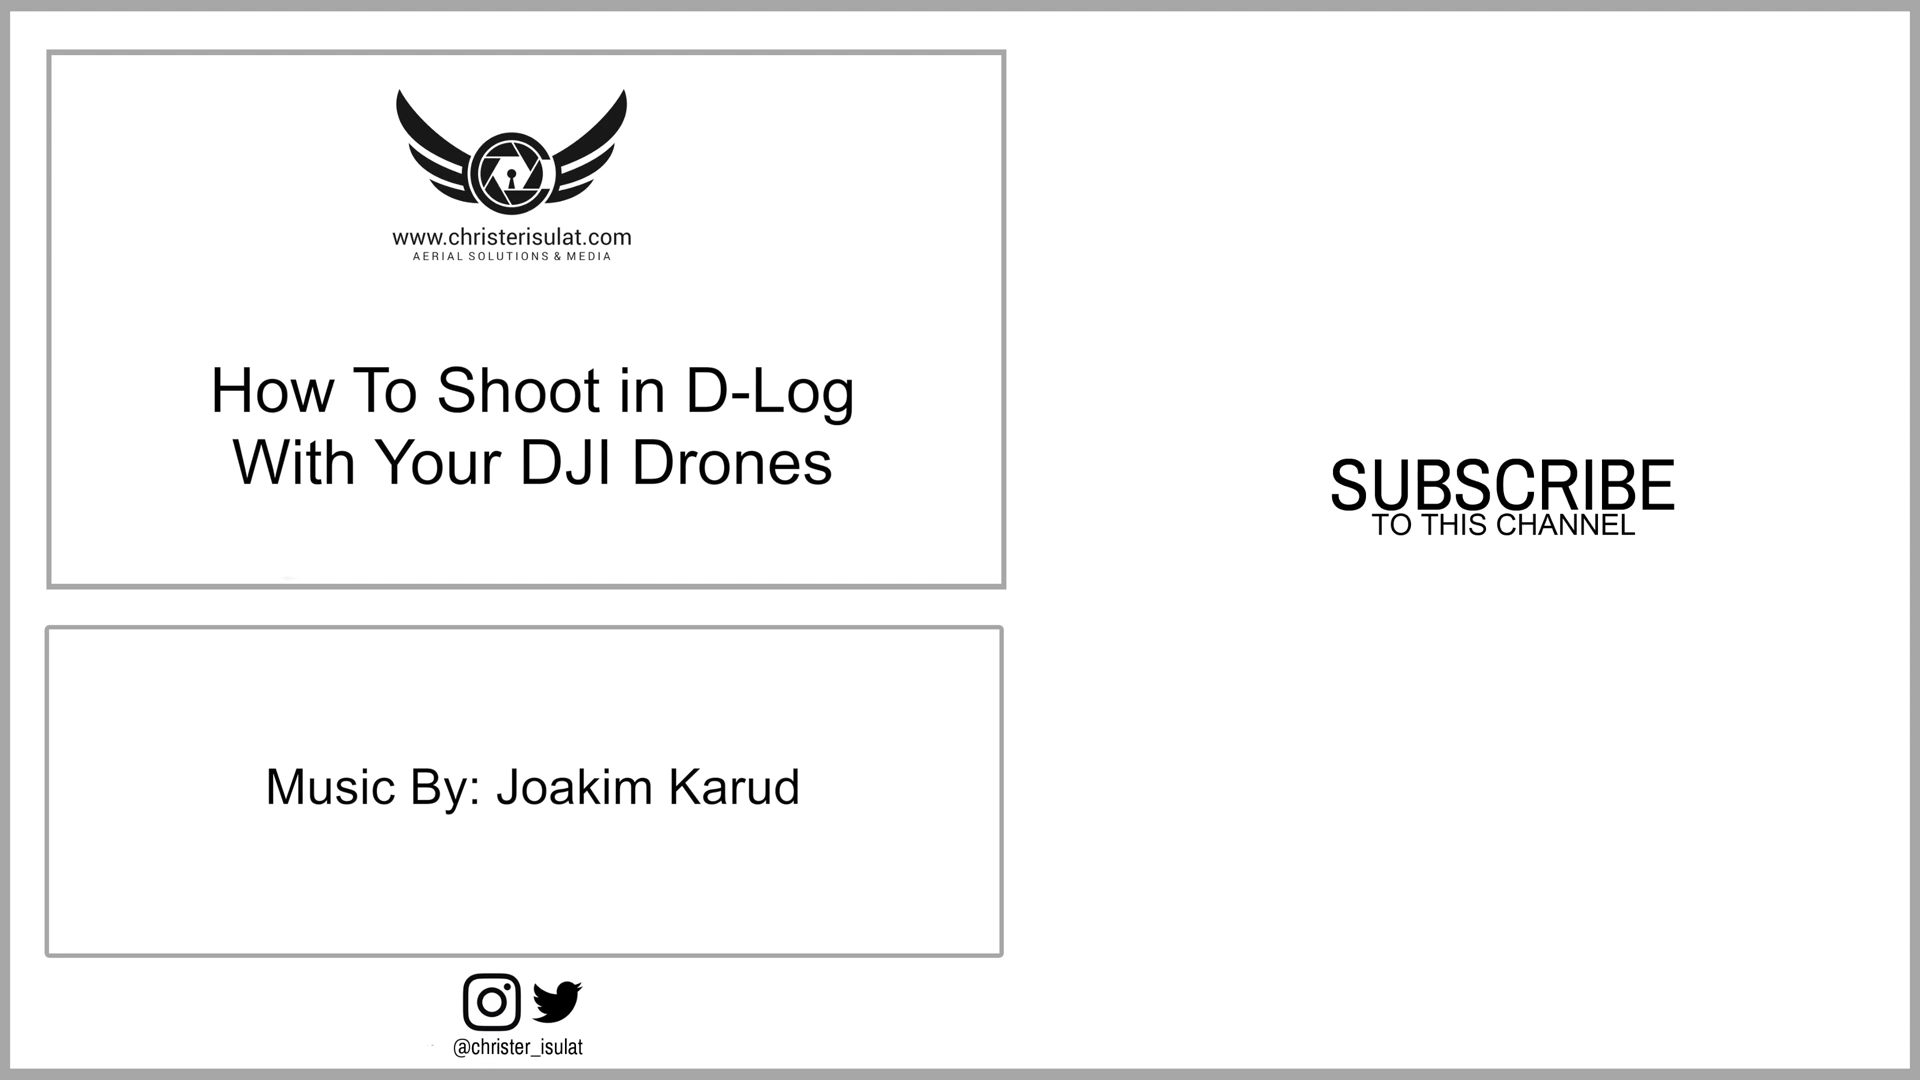 www.christerisulat.com
AERIAL SOLUTIONS & MEDIA
How To Shoot in D-Log
With Your DJI Drones
SUBSCRIBE
TO THIS CHANNEL
Music By: Joakim Karud
@christer_isulat